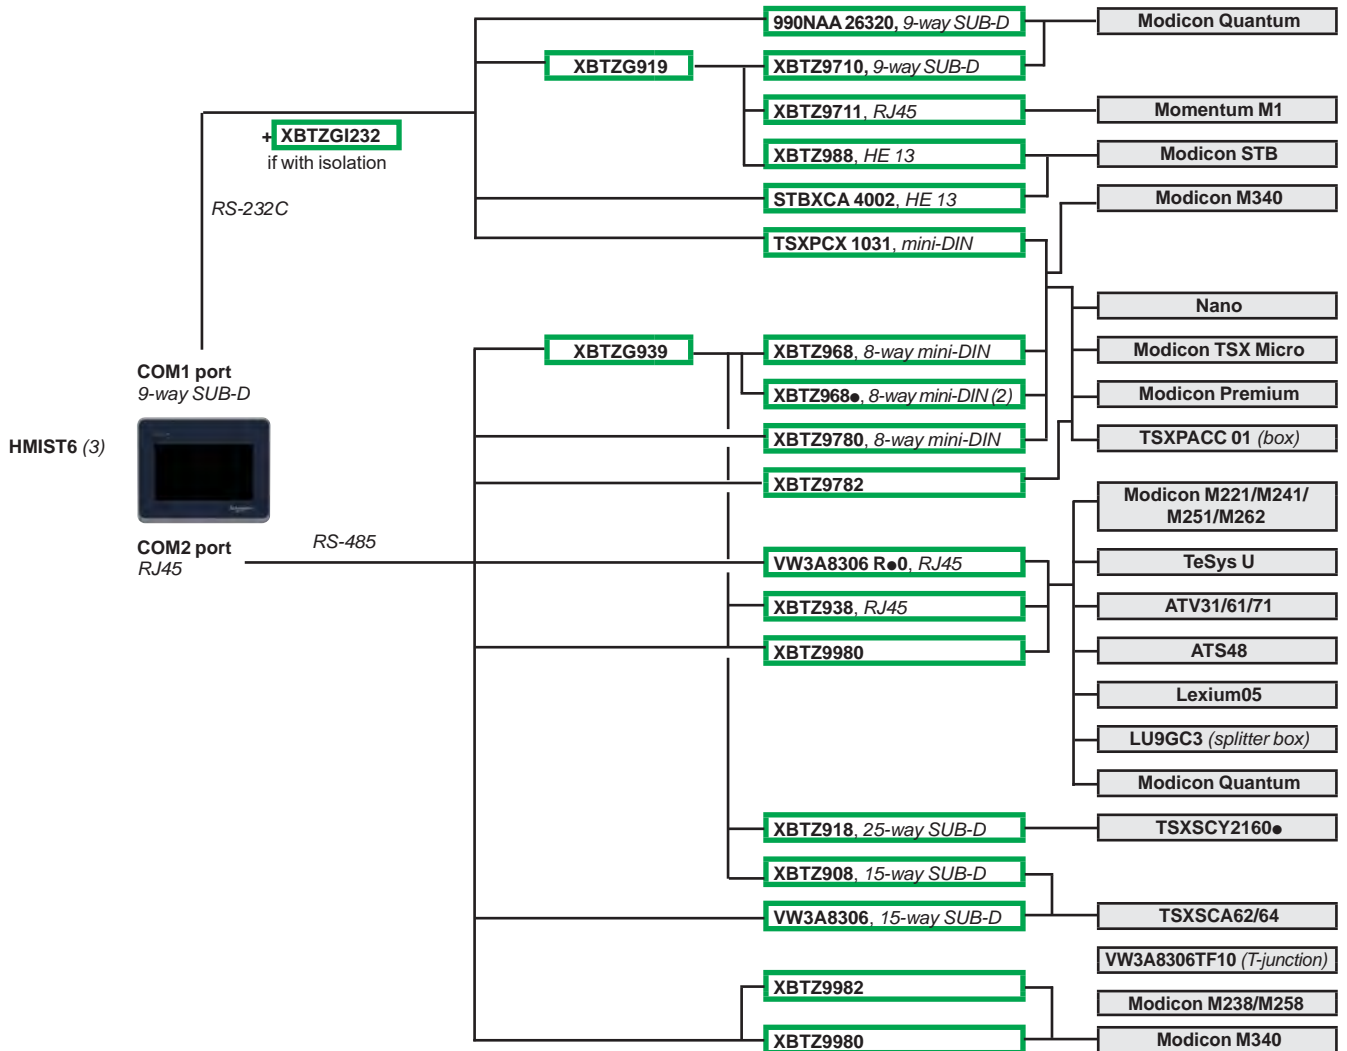 990NAA 26320, 9-way SUB-D
Modicon Quantum
XBTZG919
XBTZ9710, 9-way SUB-D
XBTZ9711, RJ45
Momentum M1
+ XBTZGI232
if with isolation
XBTZ988, HE 13
Modicon STB
RS-232C
STBXCA 4002, HE 13
Modicon M340
TSXPCX 1031, mini-DIN
Nano
XBTZG939
XBTZ968, 8-way mini-DIN
Modicon TSX Micro
COM1 port
9-way SUB-D
XBTZ968●, 8-way mini-DIN (2)
Modicon Premium
HMIST6 (3)
XBTZ9780, 8-way mini-DIN
TSXPACC 01 (box)
XBTZ9782
Modicon M221/M241/
M251/M262
COM2 port
RJ45
RS-485
VW3A8306 R●0, RJ45
TeSys U
XBTZ938, RJ45
ATV31/61/71
XBTZ9980
ATS48
Lexium05
LU9GC3 (splitter box)
Modicon Quantum
XBTZ918, 25-way SUB-D
TSXSCY2160●
XBTZ908, 15-way SUB-D
VW3A8306, 15-way SUB-D
TSXSCA62/64
VW3A8306TF10 (T-junction)
XBTZ9982
Modicon M238/M258
XBTZ9980
Modicon M340